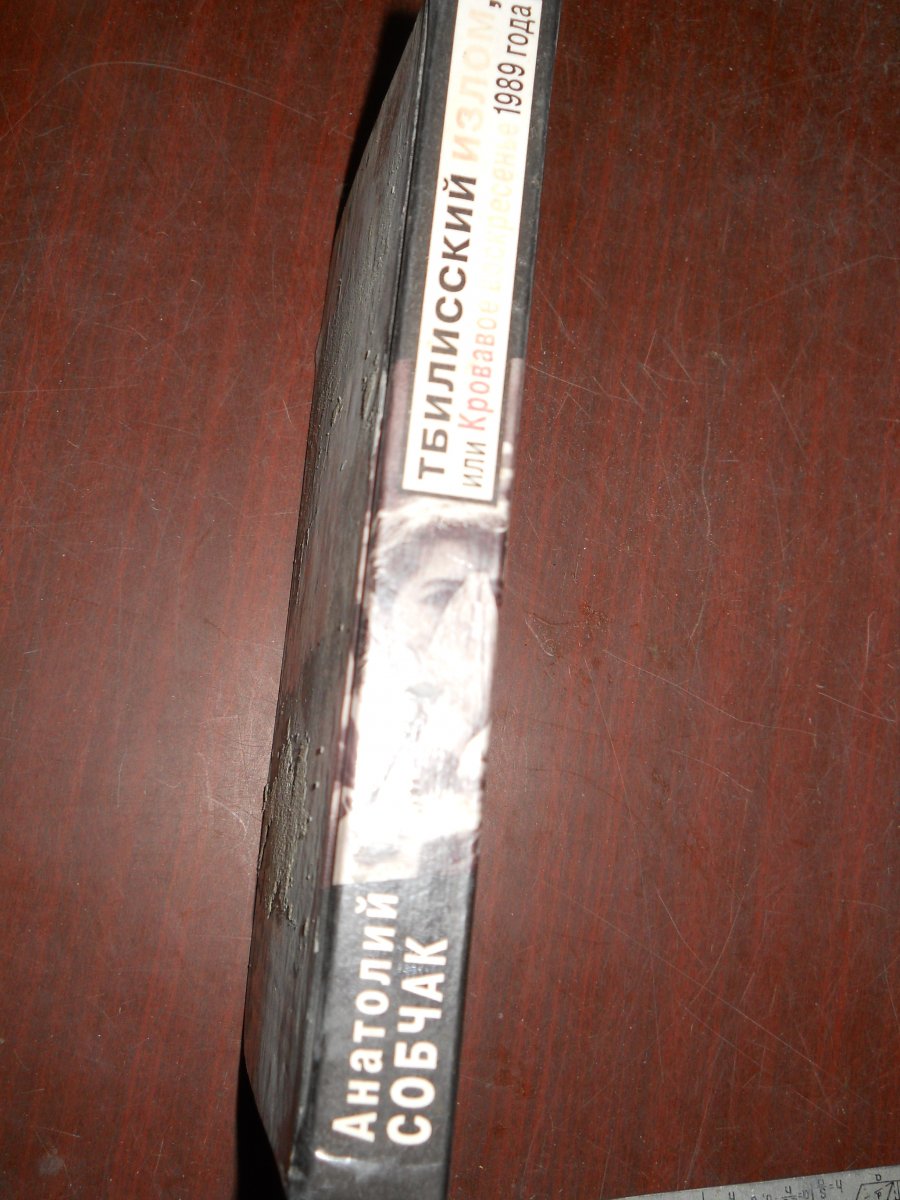 Анатолий
СОБЧАК
ТБИЛИССКИЙ ИЗЛОМ,
или Кровавое воскресенье 1989 года